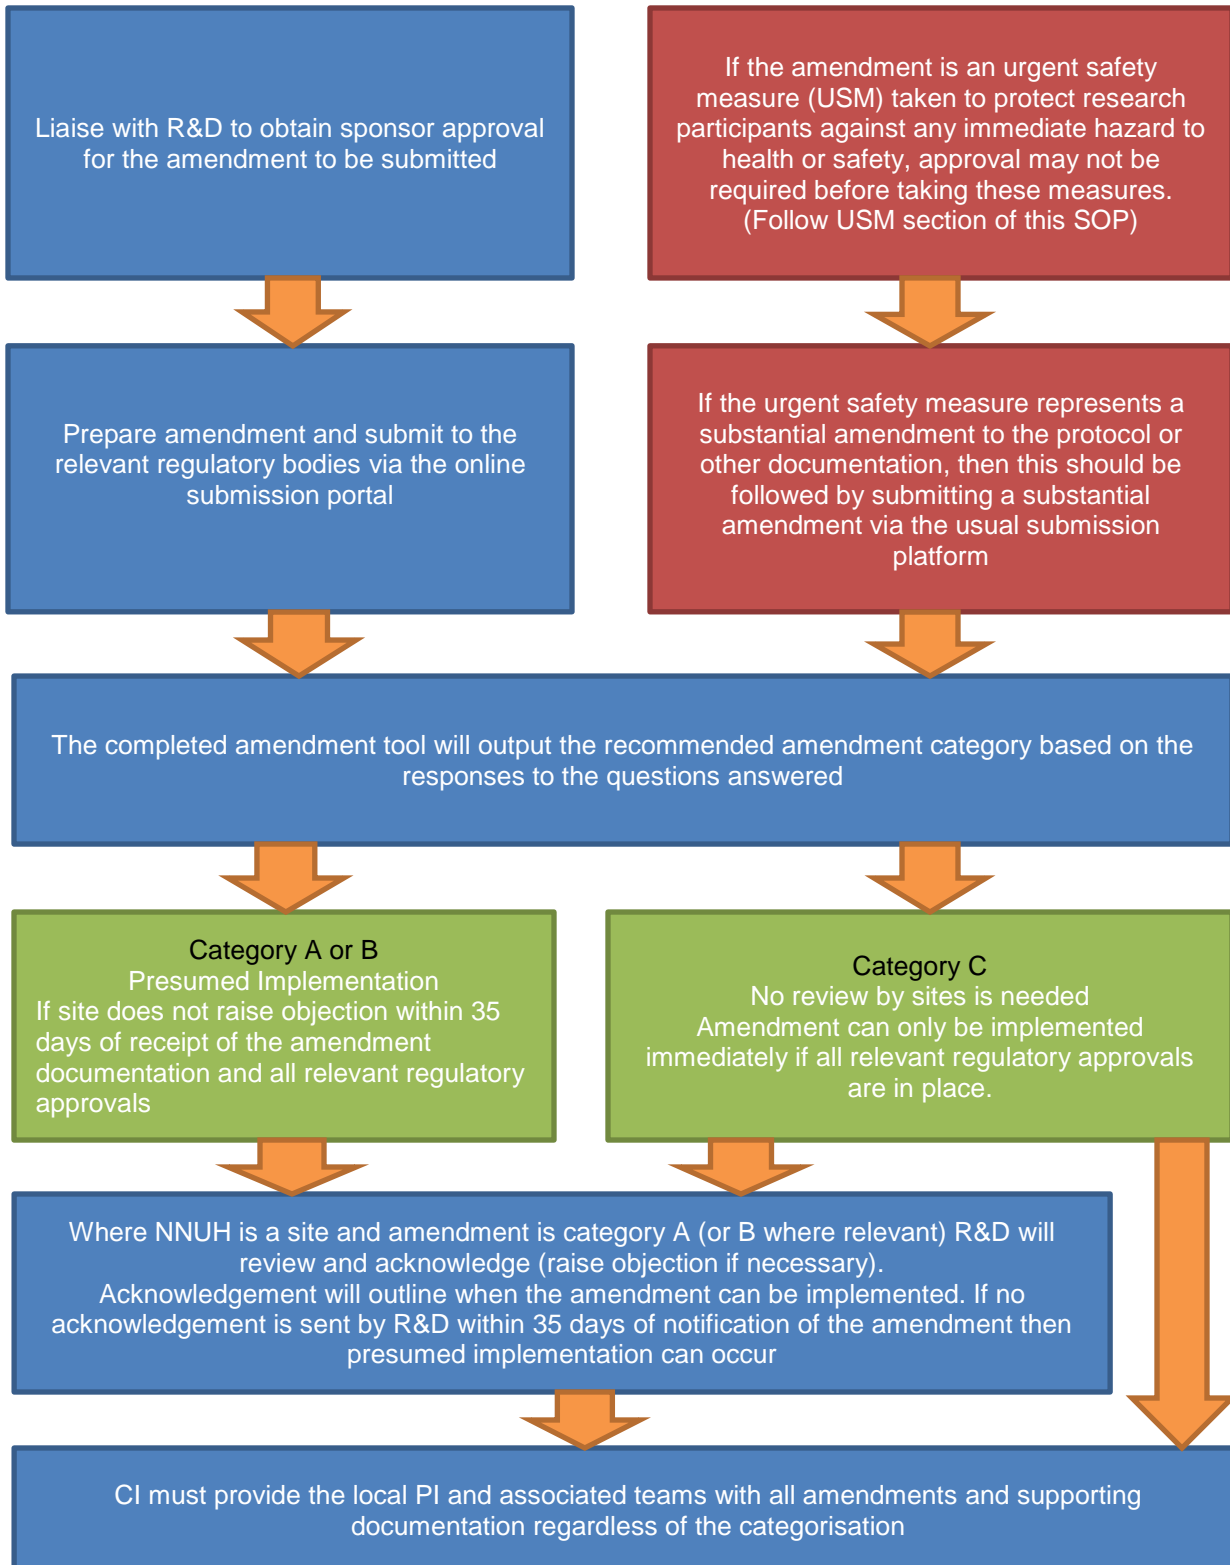 Liaise with R&D to obtain sponsor approval
for the amendment to be submitted
If the amendment is an urgent safety
measure (USM) taken to protect research
participants against any immediate hazard to
health or safety, approval may not be
required before taking these measures.
(Follow USM section of this SOP)
Prepare amendment and submit to the
relevant regulatory bodies via the online
submission portal
If the urgent safety measure represents a
substantial amendment to the protocol or
other documentation, then this should be
followed by submitting a substantial
amendment via the usual submission
platform
The completed amendment tool will output the recommended amendment category based on the
responses to the questions answered
Category A or B
Presumed Implementation
If site does not raise objection within 35
days of receipt of the amendment
documentation and all relevant regulatory
approvals
Category C
No review by sites is needed
Amendment can only be implemented
immediately if all relevant regulatory approvals
are in place.
Where NNUH is a site and amendment is category A (or B where relevant) R&D will
review and acknowledge (raise objection if necessary).
Acknowledgement will outline when the amendment can be implemented. If no
acknowledgement is sent by R&D within 35 days of notification of the amendment then
presumed implementation can occur
CI must provide the local PI and associated teams with all amendments and supporting
documentation regardless of the categorisation